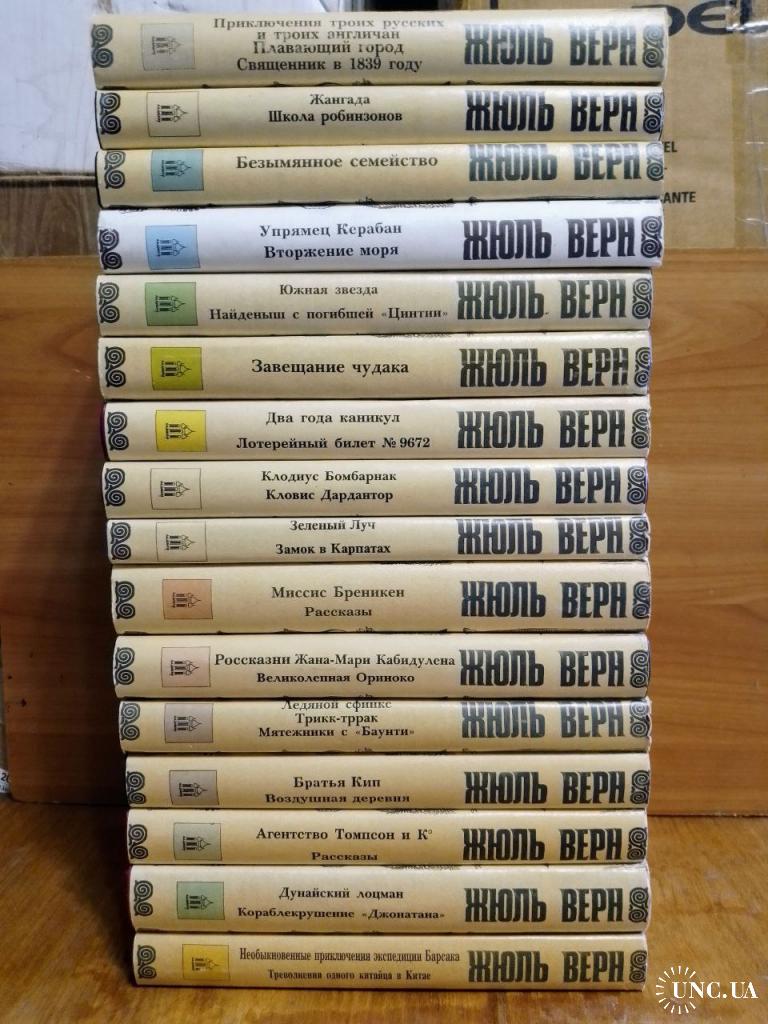 Приключения троих русских
и троих англичан
Плавающий город
Священник в 1839 году
ЖЮЛЬ ВЕРН
DEL
Жангада
Школа робинзонов
ЖЮЛЬ ВЕРН
Безымянное семейство
ЖЮЛЬ ВЕРН
Упрямец Керабан
Вторжение моря
ЖЮЛЬ ВЕРН
Южная звезда
Найденыш с погибшей «Цинтии»
ЖЮЛЬ ВЕРН
Завещание чудака
ЖЮЛЬ ВЕРН
Два года каникул
Лотерейный билет № 9672
ЖЮЛЬ ВЕРН
Клодиус Бомбарнак
Кловис Дардантор
ЖЮЛЬ ВЕРН
Зеленый Луч
Замок в Карпатах
ЖЮЛЬ ВЕРН
Миссис Бреникен
Рассказы
ЖЮЛЬ ВЕРН
Россказни Жана-Мари Кабидулена
Великолепная Ориноко
ЖЮЛЬ ВЕРН
Ледяной сфинкс
Трикк-тррак
Мятежники с «Баунти»
ЖЮЛЬ ВЕРН
Братья Кип
Воздушная деревня
ЖЮЛЬ ВЕРН
Агентство Томпсон и К°
Рассказы
ЖЮЛЬ ВЕРН
Дунайский лоцман
Кораблекрушение «Джонатана»
ЖЮЛЬ ВЕРН
Необыкновенные приключения экспедиции Барсака
Треволнения одного китайца в Китае
ЖЮЛЬ ВЕРН
UNC.UA